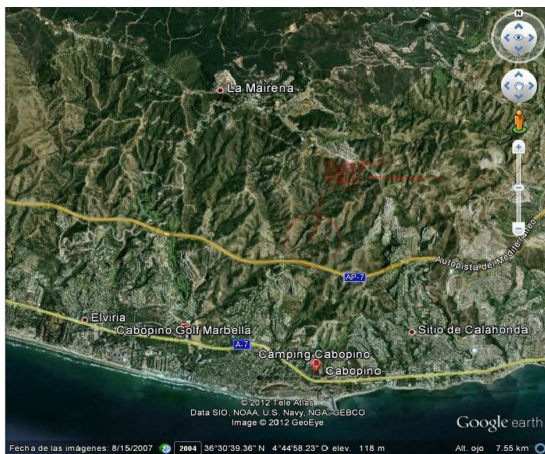 N
La Mairena
Autopista del Mediterráneo
AP-7
Elviria
Cabopino Golf Marbella
A-7
Sitio de Calahonda
Camping Cabopino
Cabopino
© 2012 Tele Atlas
Data SIO, NOAA, U.S. Navy, NGA, GEBCO
Image © 2012 GeoEye
Google earth
Fecha de las imágenes: 8/15/2007 2004 36°30'39.36" N 4°44'58.23" O elev. 118 m Alt. ojo 7.55 km